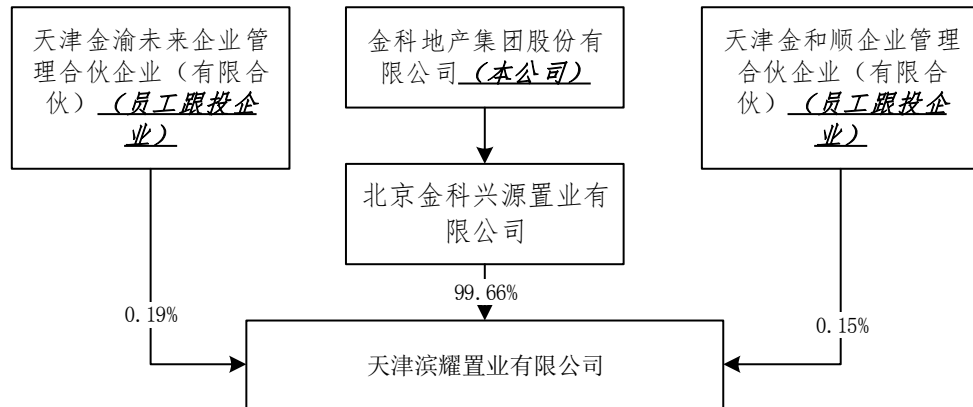 天津金渝未来企业管
理合伙企业（有限合
伙）（员工跟投企
业）
金科地产集团股份有
限公司（本公司）
天津金和顺企业管理
合伙企业（有限合
伙）（员工跟投企
业）
北京金科兴源置业有
限公司
0.19%
99.66%
0.15%
天津滨耀置业有限公司